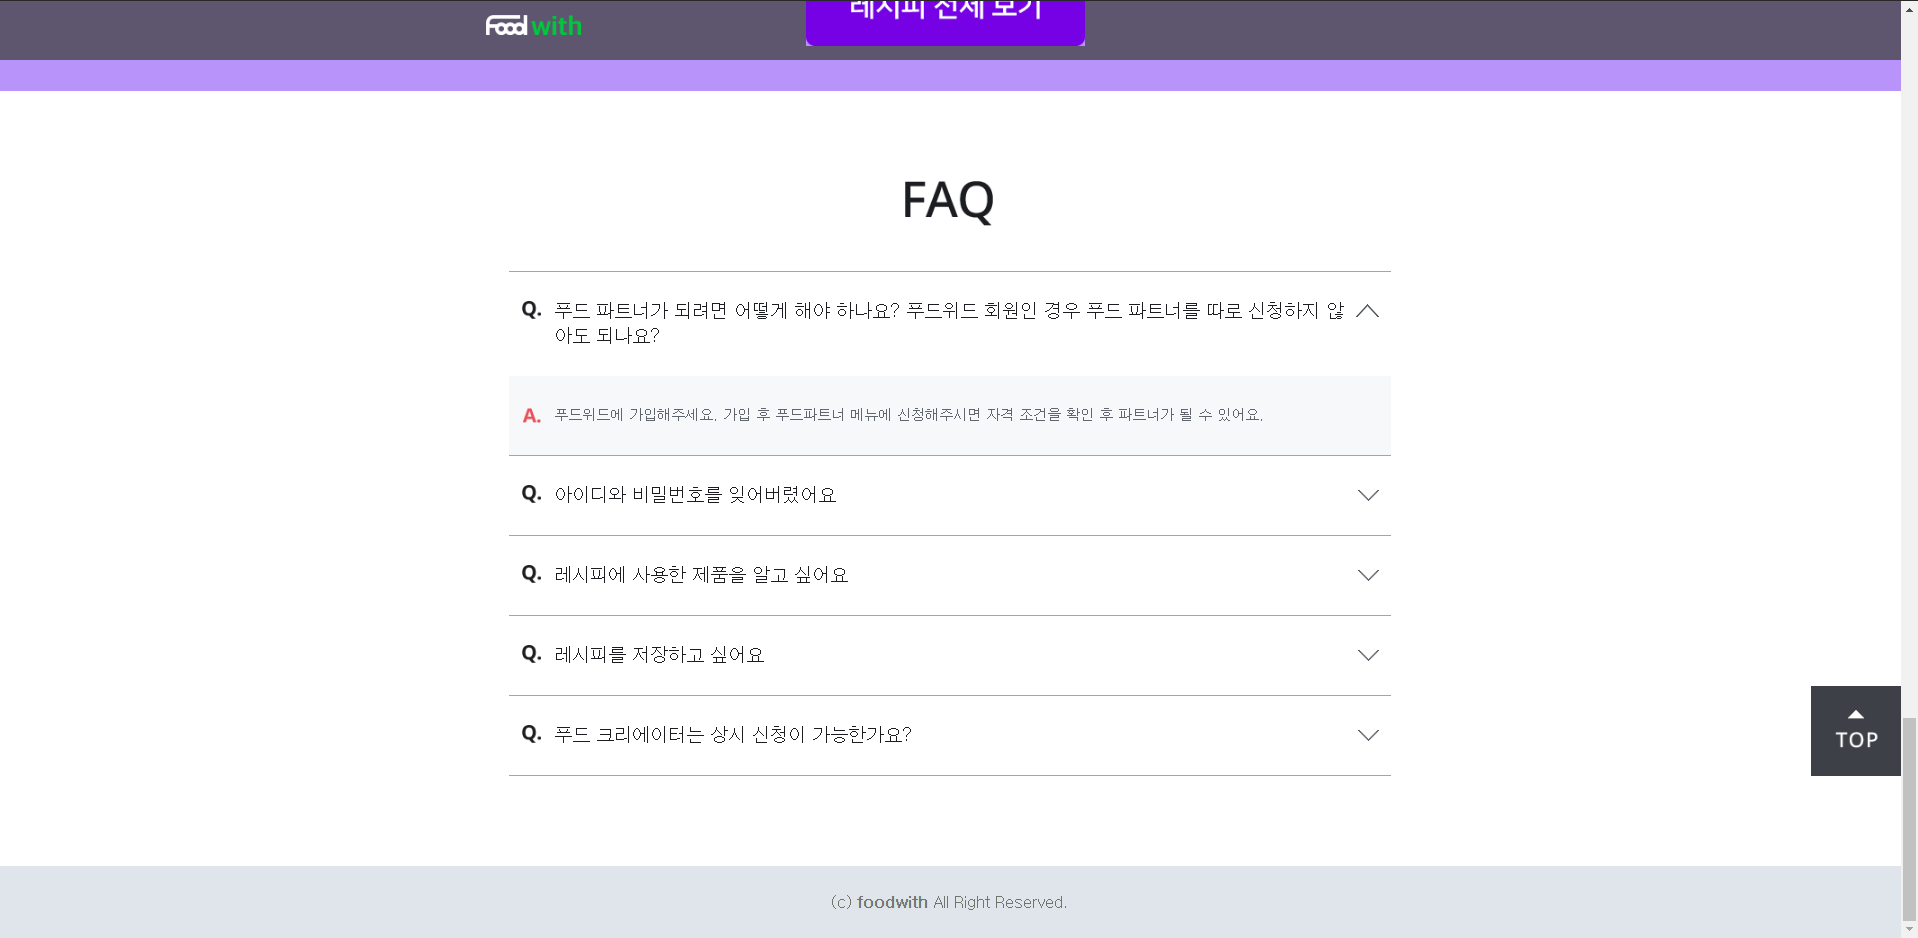 Food with
레시피 전체 보기
FAQ
Q. 푸드 파트너가 되려면 어떻게 해야 하나요? 푸드위드 회원인 경우 푸드 파트너를 따로 신청하지 않
아도 되나요?
A. 푸드위드에 가입해주세요. 가입 후 푸드파트너 메뉴에 신청해주시면 자격 조건을 확인 후 파트너가 될 수 있어요.
Q. 아이디와 비밀번호를 잊어버렸어요
Q. 레시피에 사용한 제품을 알고 싶어요
Q. 레시피를 저장하고 싶어요
Q. 푸드 크리에이터는 상시 신청이 가능한가요?
TOP
(c) foodwith All Right Reserved.